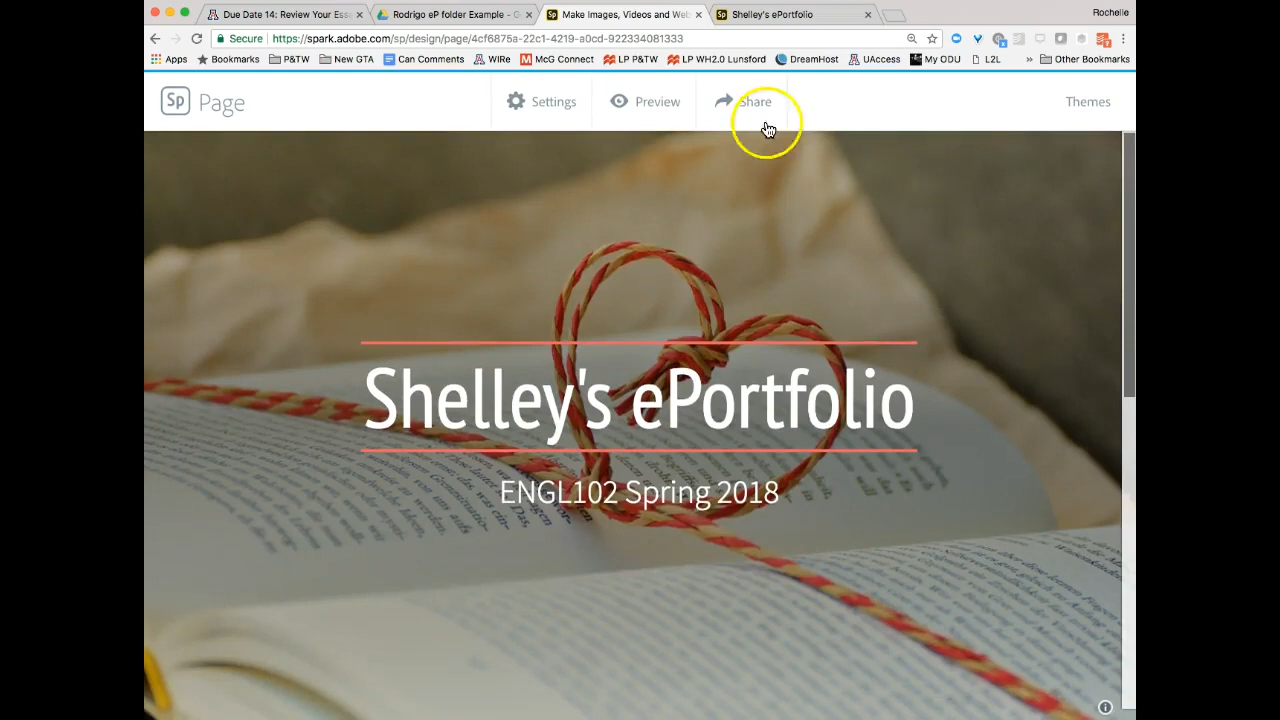 Due Date 14: Review Your Ess
Rodrigo eP folder Example - G
Make Images, Videos and Web
Shelley's ePortfolio
Rochelle
Secure
https://spark.adobe.com/sp/design/page/4cf6875a-22c1-4219-a0cd-922334081333
Apps Bookmarks P&TW New GTA Can Comments WIRe McG Connect LP P&TW LP WH2.0 Lunsford DreamHost UAccess My ODU L2L » Other Bookmarks
Sp Page Settings Preview Share Themes
Shelley's ePortfolio
ENGL102 Spring 2018